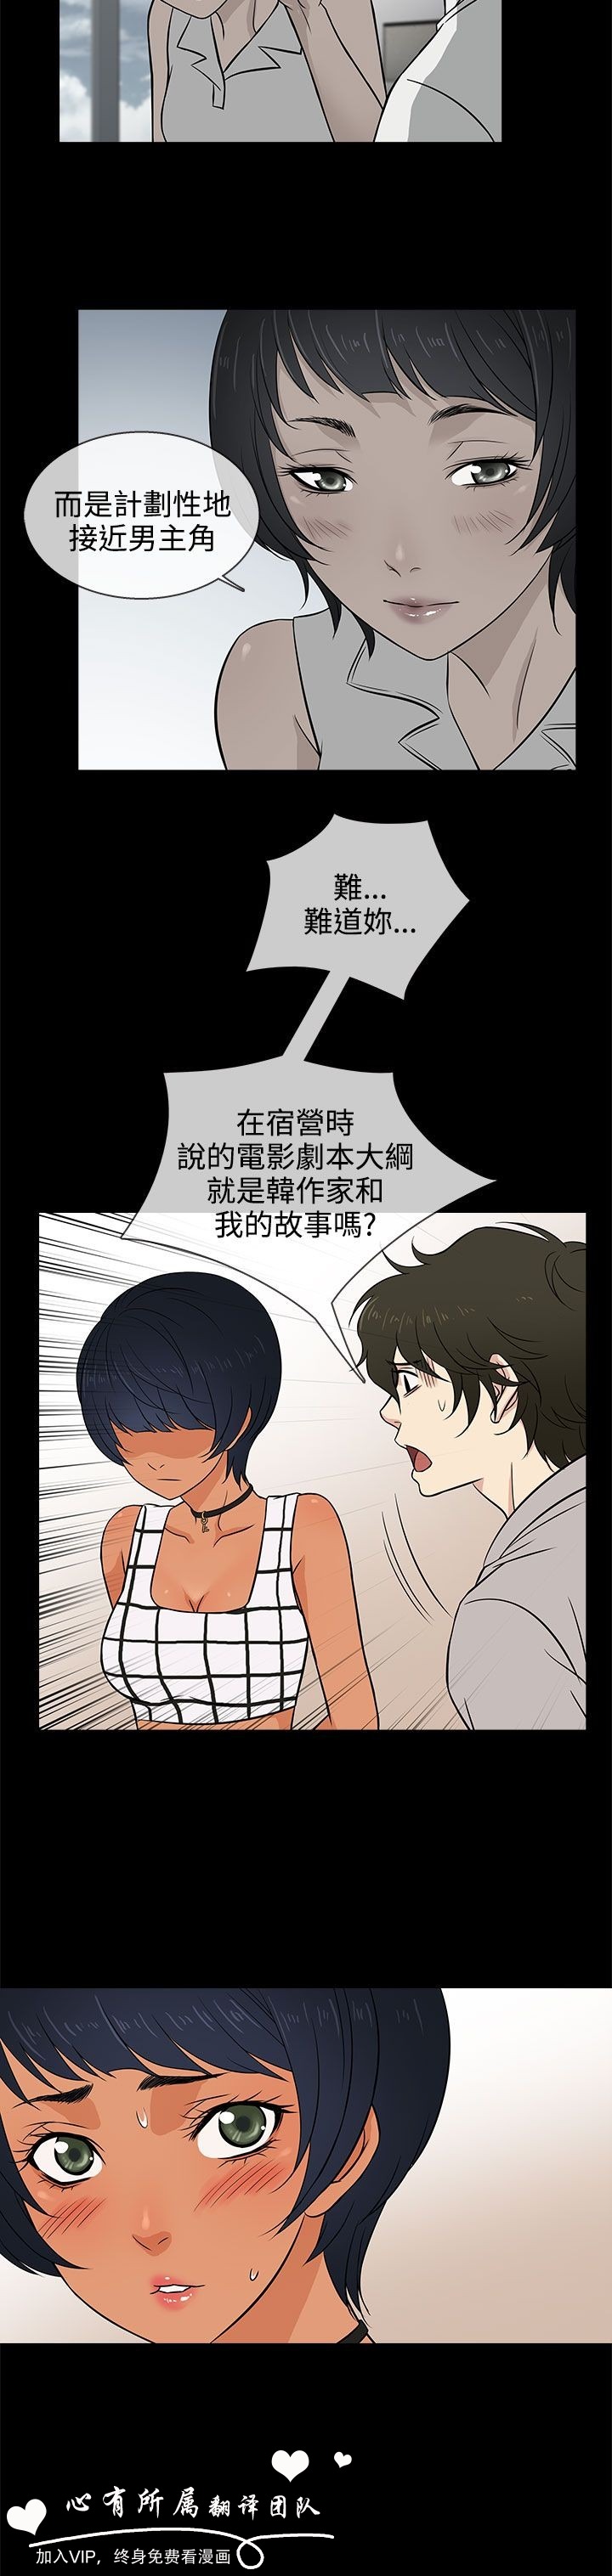 而是計劃性地
接近男主角
難...
難道妳...
在宿營時
說的電影劇本大綱
就是韓作家和
我的故事嗎?
心有所属翻译团队
加入VIP，终身免费看漫画